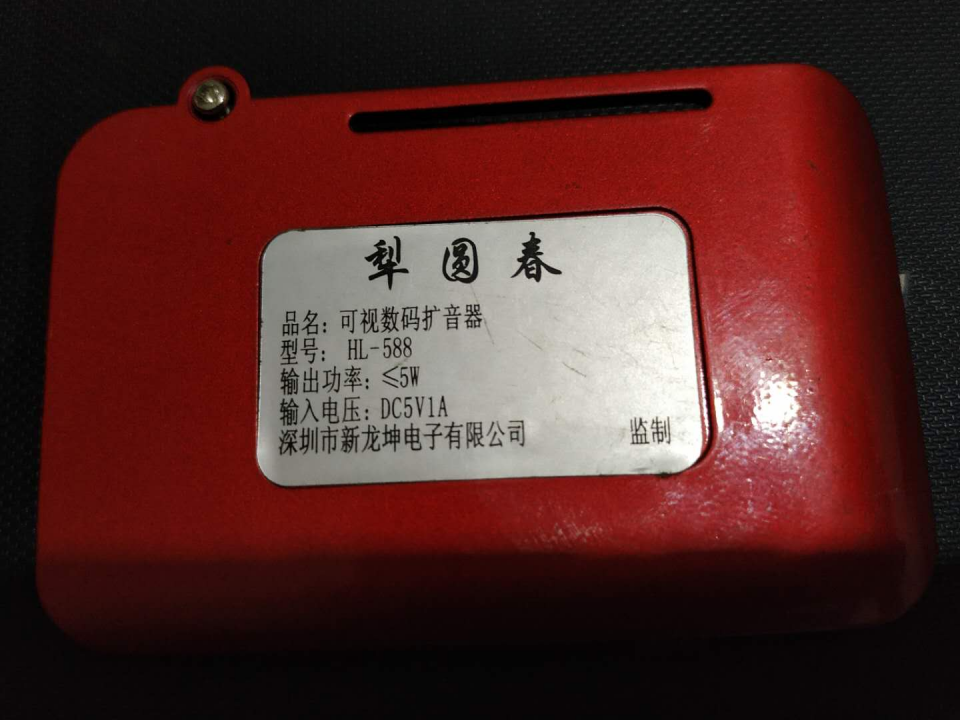 犁圆春
品名：可视数码扩音器
型号： HL-588
输出功率：≤5W
输入电压：DC5V1A
深圳市新龙坤电子有限公司 监制